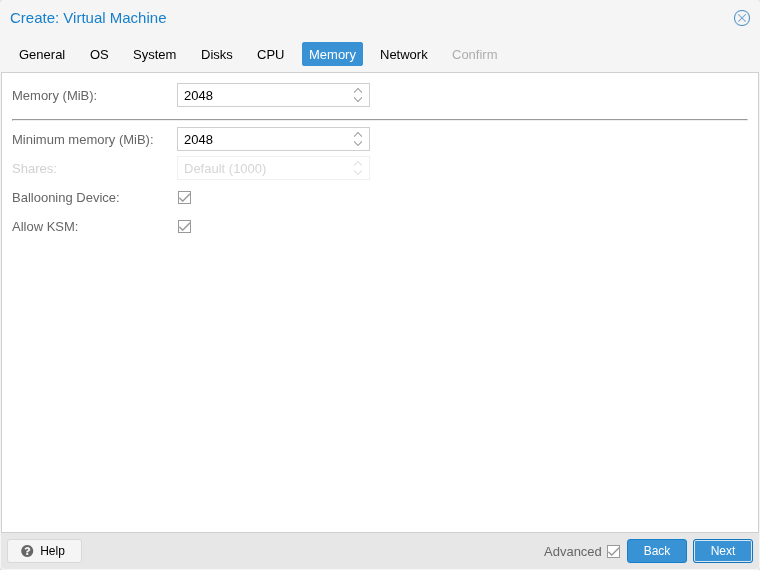 Create: Virtual Machine
General OS System Disks CPU Memory Network Confirm
Memory (MiB): 2048
Minimum memory (MiB): 2048
Shares: Default (1000)
Ballooning Device:
Allow KSM:
Help Advanced Back Next